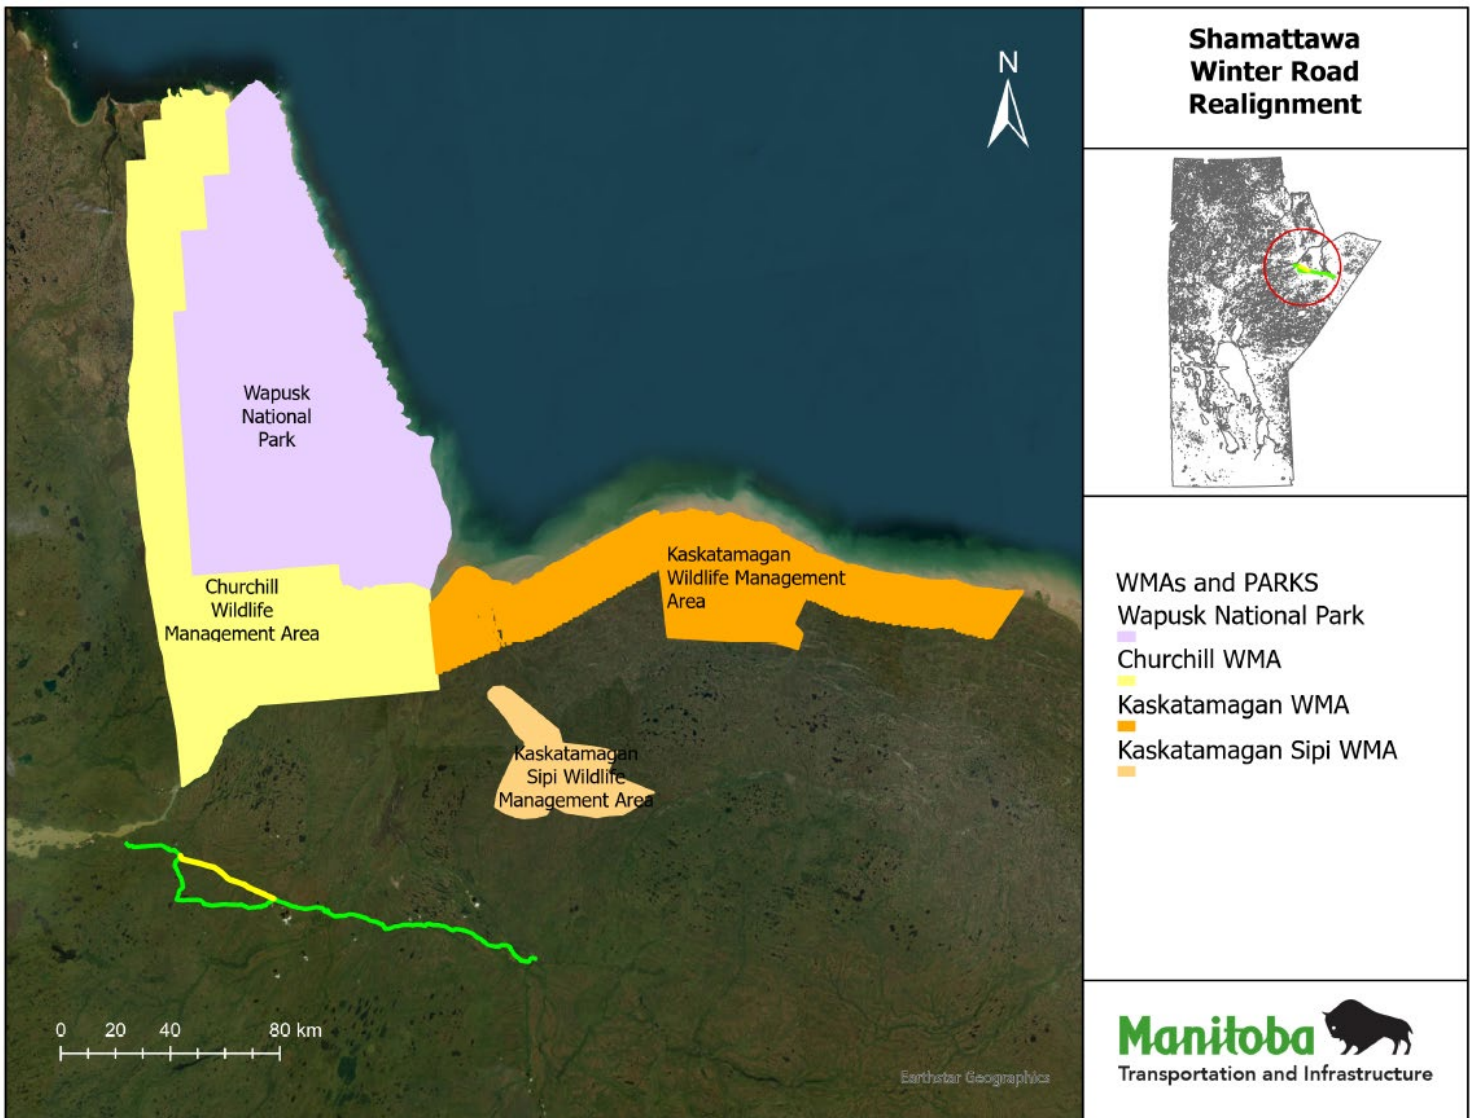 Shamattawa
Winter Road
Realignment
N
Wapusk
National
Park
Churchill
Wildlife
Management Area
Kaskatamagan
Wildlife Management
Area
Kaskatamagan
Sipi Wildlife
Management Area
0 20 40 80 km
Earthstar Geographics
WMAs and PARKS
Wapusk National Park
Churchill WMA
Kaskatamagan WMA
Kaskatamagan Sipi WMA
Manitoba
Transportation and Infrastructure